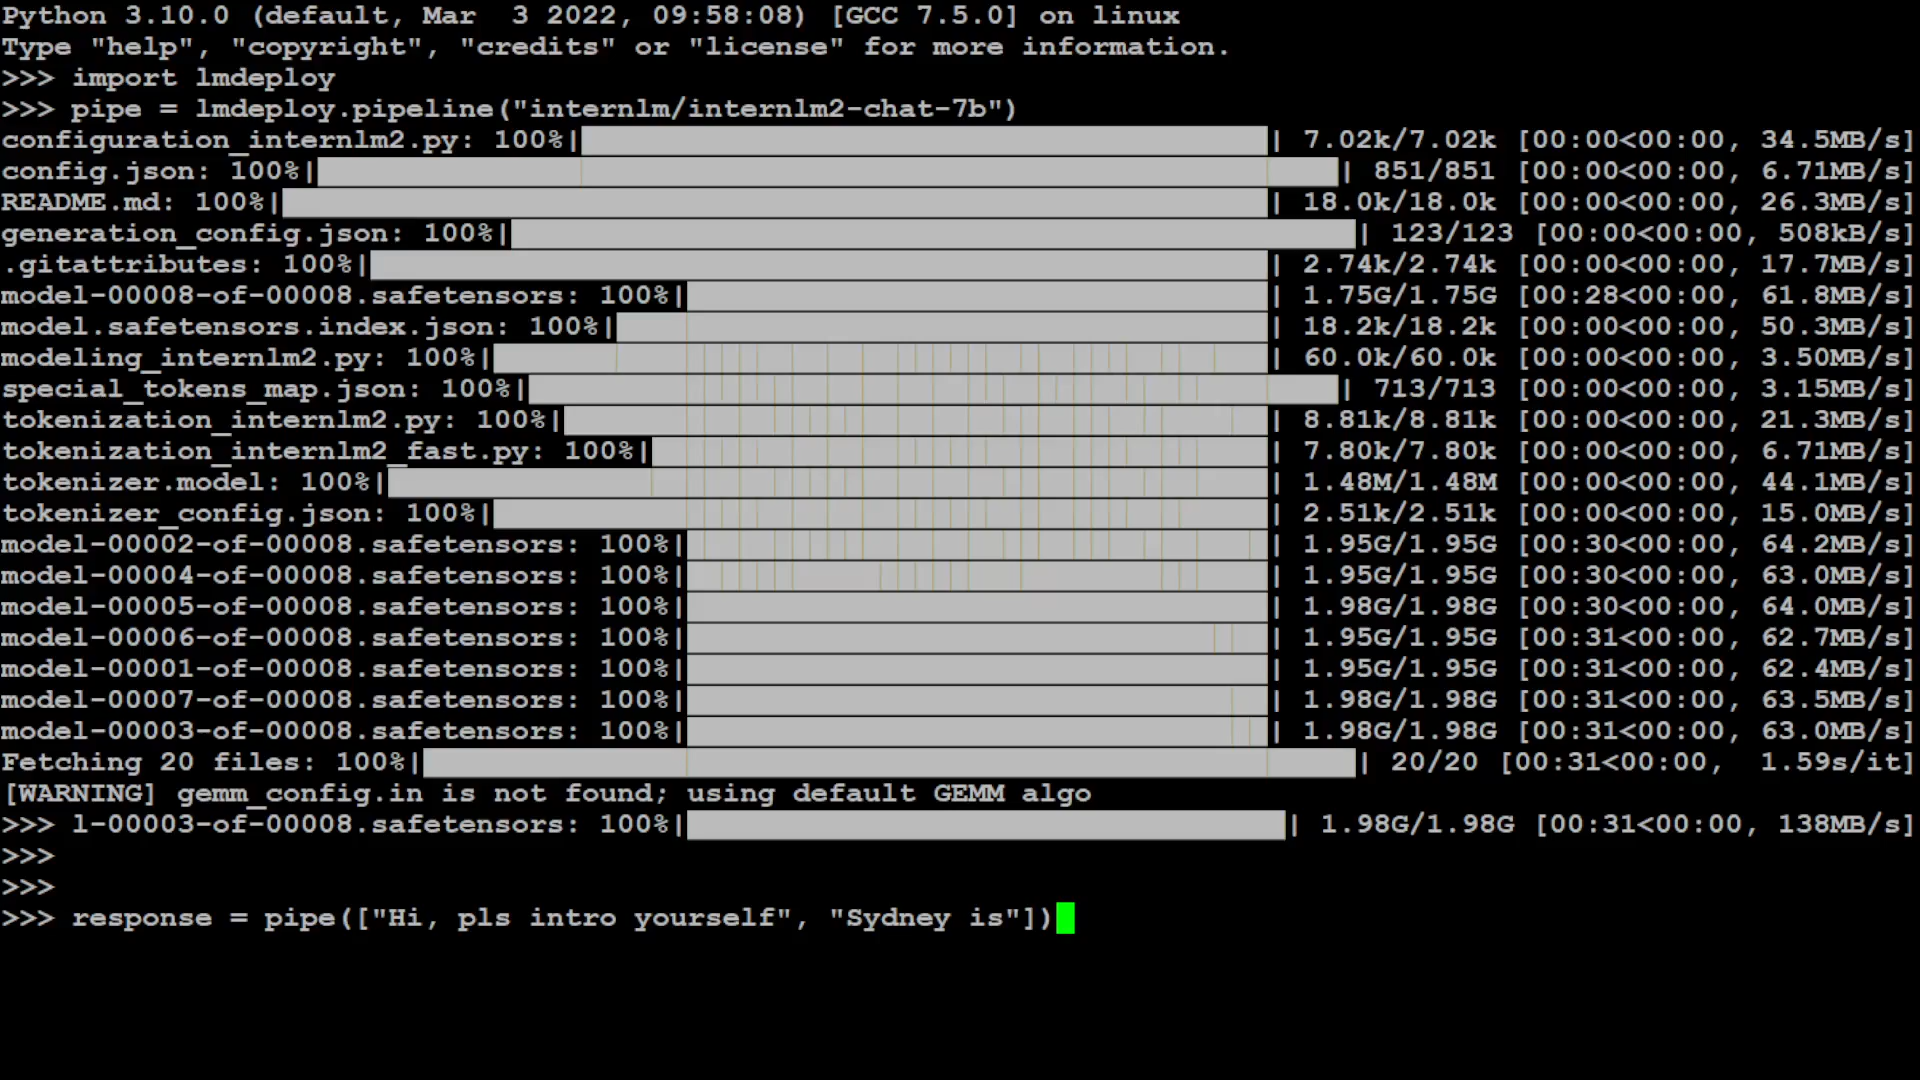 Python 3.10.0 (default, Mar  3 2022, 09:58:08) [GCC 7.5.0] on linux
Type "help", "copyright", "credits" or "license" for more information.
>>> import lmdeploy
>>> pipe = lmdeploy.pipeline("internlm/internlm2-chat-7b")
configuration_internlm2.py: 100%| | 7.02k/7.02k [00:00<00:00, 34.5MB/s]
config.json: 100%| | 851/851 [00:00<00:00, 6.71MB/s]
README.md: 100%| | 18.0k/18.0k [00:00<00:00, 26.3MB/s]
generation_config.json: 100%| | 123/123 [00:00<00:00, 508kB/s]
.gitattributes: 100%| | 2.74k/2.74k [00:00<00:00, 17.7MB/s]
model-00008-of-00008.safetensors: 100%| | 1.75G/1.75G [00:28<00:00, 61.8MB/s]
model.safetensors.index.json: 100%| | 18.2k/18.2k [00:00<00:00, 50.3MB/s]
modeling_internlm2.py: 100%| | 60.0k/60.0k [00:00<00:00, 3.50MB/s]
special_tokens_map.json: 100%| | 713/713 [00:00<00:00, 3.15MB/s]
tokenization_internlm2.py: 100%| | 8.81k/8.81k [00:00<00:00, 21.3MB/s]
tokenization_internlm2_fast.py: 100%| | 7.80k/7.80k [00:00<00:00, 6.71MB/s]
tokenizer.model: 100%| | 1.48M/1.48M [00:00<00:00, 44.1MB/s]
tokenizer_config.json: 100%| | 2.51k/2.51k [00:00<00:00, 15.0MB/s]
model-00002-of-00008.safetensors: 100%| | 1.95G/1.95G [00:30<00:00, 64.2MB/s]
model-00004-of-00008.safetensors: 100%| | 1.95G/1.95G [00:30<00:00, 63.0MB/s]
model-00005-of-00008.safetensors: 100%| | 1.98G/1.98G [00:30<00:00, 64.0MB/s]
model-00006-of-00008.safetensors: 100%| | 1.95G/1.95G [00:31<00:00, 62.7MB/s]
model-00001-of-00008.safetensors: 100%| | 1.95G/1.95G [00:31<00:00, 62.4MB/s]
model-00007-of-00008.safetensors: 100%| | 1.98G/1.98G [00:31<00:00, 63.5MB/s]
model-00003-of-00008.safetensors: 100%| | 1.98G/1.98G [00:31<00:00, 63.0MB/s]
Fetching 20 files: 100%| | 20/20 [00:31<00:00,  1.59s/it]
[WARNING] gemm_config.in is not found; using default GEMM algo
>>> l-00003-of-00008.safetensors: 100%| | 1.98G/1.98G [00:31<00:00, 138MB/s]
>>>
>>>
>>> response = pipe(["Hi, pls intro yourself", "Sydney is"])